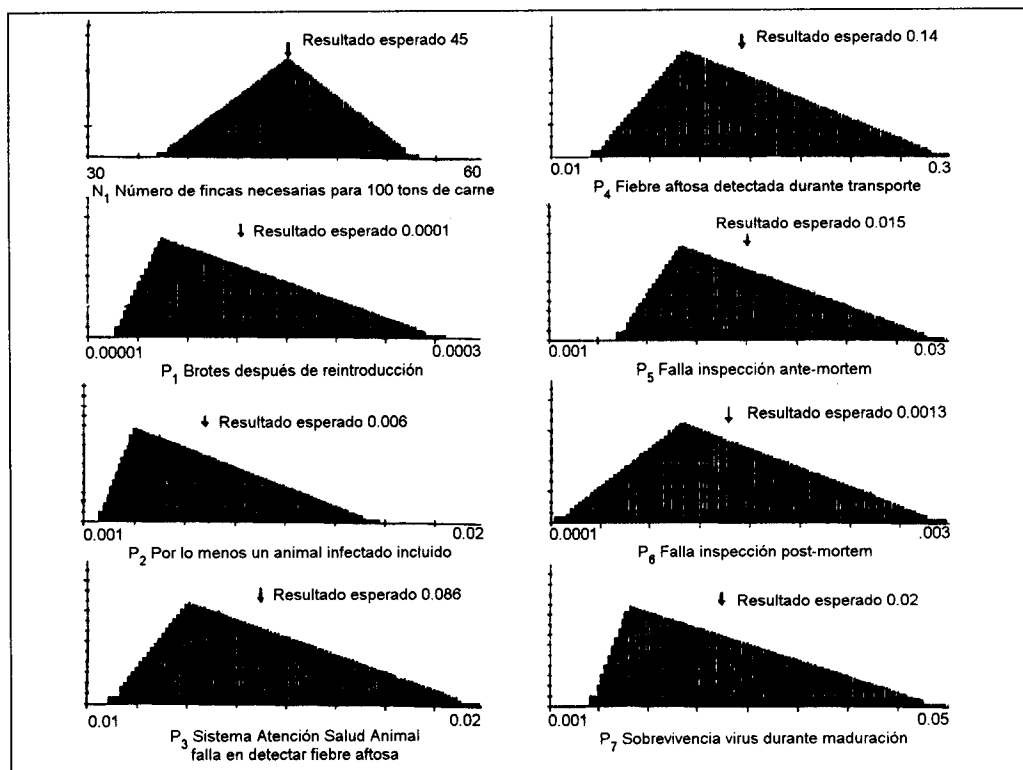 Resultado esperado 45
30 60
N1 Número de fincas necesarias para 100 tons de carne
Resultado esperado 0.0001
0.00001 0.0003
P1 Brotes después de reintroducción
Resultado esperado 0.006
0.001 0.02
P2 Por lo menos un animal infectado incluido
Resultado esperado 0.086
0.01 0.02
P3 Sistema Atención Salud Animal
falla en detectar fiebre aftosa
Resultado esperado 0.14
0.01 0.3
P4 Fiebre aftosa detectada durante transporte
Resultado esperado 0.015
0.001 0.03
P5 Falla inspección ante-mortem
Resultado esperado 0.0013
0.0001 .003
P6 Falla inspección post-mortem
Resultado esperado 0.02
0.001 0.05
P7 Sobrevivencia virus durante maduración